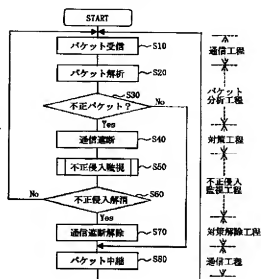 START
パケット受信
S10
通信工程
パケット解析
S20
パケット
分析工程
S30
不正パケット?
No
Yes
通信遮断
S40
対策工程
不正侵入監視
S50
不正侵入
監視工程
S60
不正侵入解消
No
Yes
通信遮断解除
S70
対策解除工程
パケット中継
S80
通信工程